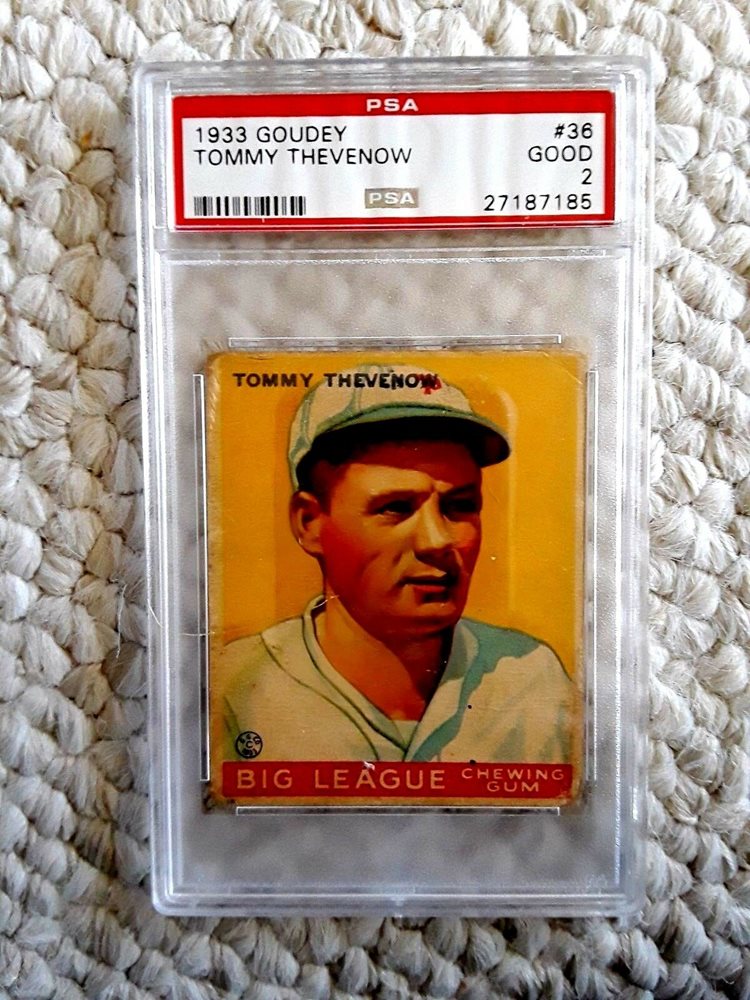 PSA
1933 GOUDEY #36
TOMMY THEVENOW GOOD
2
PSA 27187185
TOMMY THEVENOW
P
BIG LEAGUE CHEWING
GUM